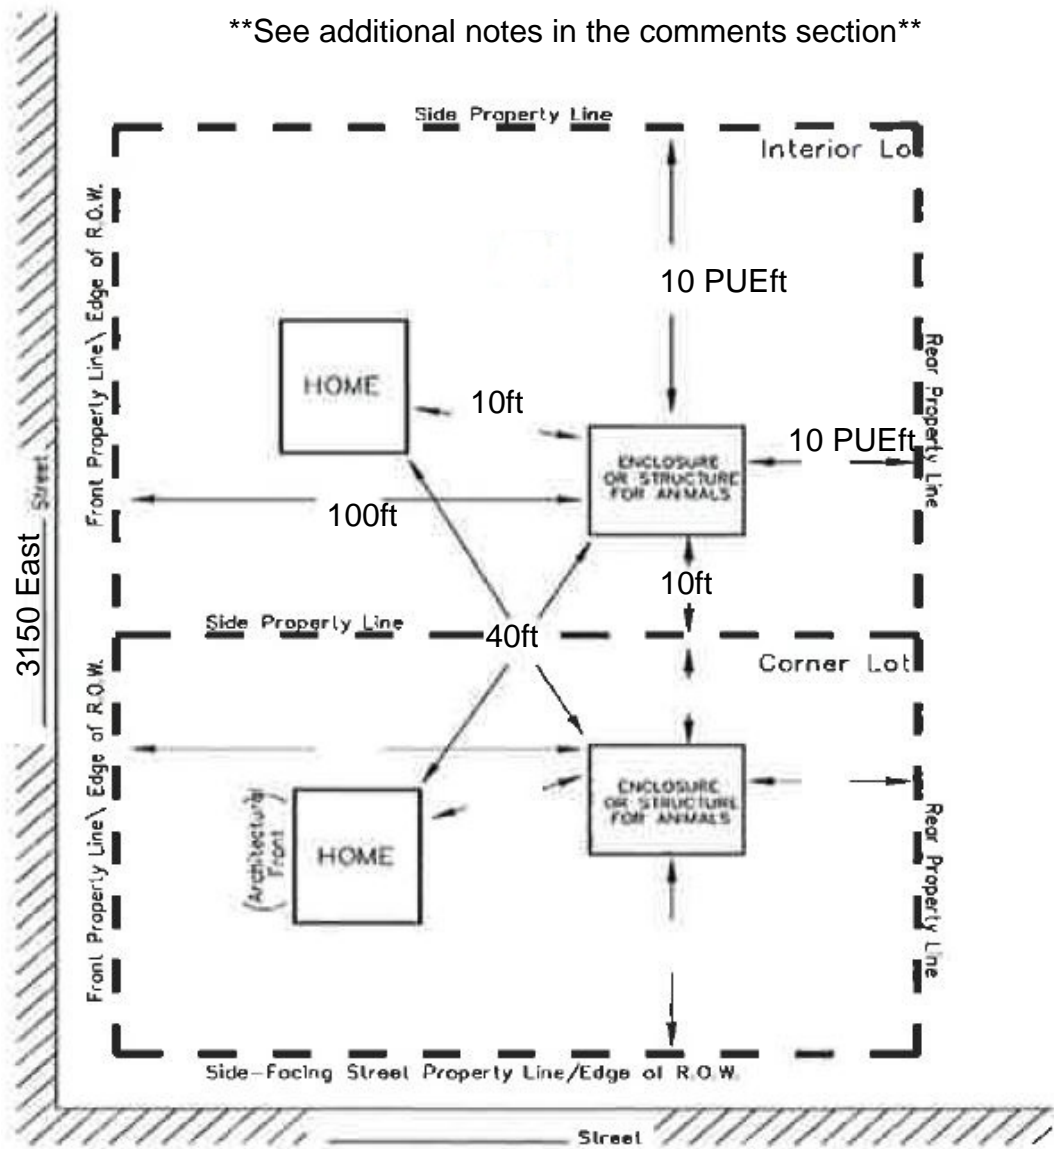 **See additional notes in the comments section**
Side Property Line
Interior Lo
Front Property Line\ Edge of R.O.W.
10 PUEft
Rear Property Line
HOME
10ft
10 PUEft
ENCLOSURE
OR STRUCTURE
FOR ANIMALS
3150 East
Street
100ft
10ft
Side Property Line
40ft
Corner Lot
Front Property Line\ Edge of R.O.W.
ENCLOSURE
OR STRUCTURE
FOR ANIMALS
(Architectural
Front)
HOME
Rear Property Line
Side-Facing Street Property Line/Edge of R.O.W.
Street